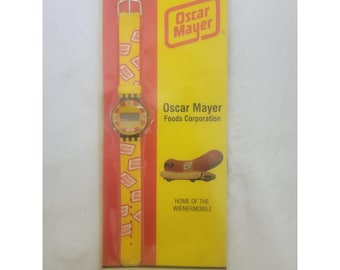 Oscar
Mayer
Oscar Mayer
Foods Corporation
HOME OF THE
WIENERMOBILE